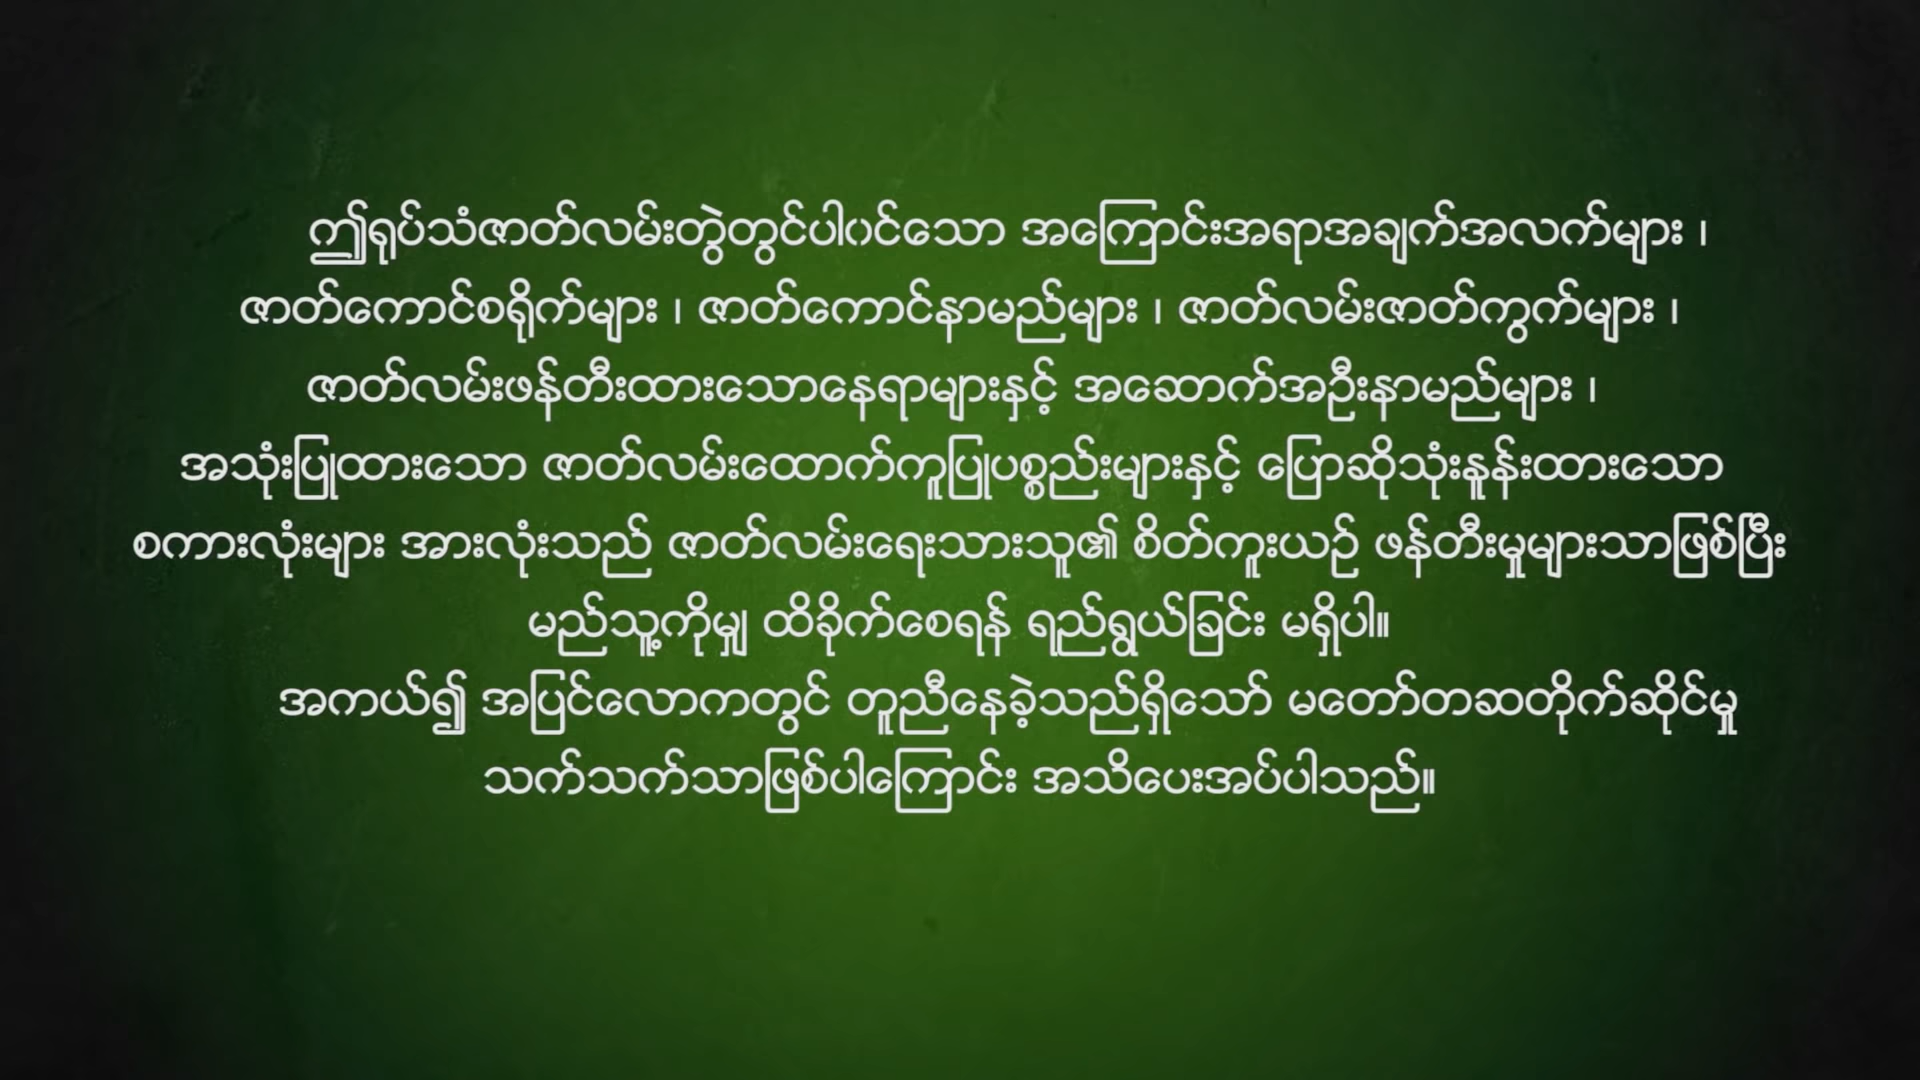 ဤရုပ်သံဇာတ်လမ်းတွဲတွင်ပါဝင်သော အကြောင်းအရာအချက်အလက်များ ၊
ဇာတ်ကောင်စရိုက်များ ၊ ဇာတ်ကောင်နာမည်များ ၊ ဇာတ်လမ်းဇာတ်ကွက်များ ၊
ဇာတ်လမ်းဖန်တီးထားသောနေရာများနှင့် အဆောက်အဦးနာမည်များ ၊
အသုံးပြုထားသော ဇာတ်လမ်းထောက်ကူပြုပစ္စည်းများနှင့် ပြောဆိုသုံးနူန်းထားသော
စကားလုံးများ အားလုံးသည် ဇာတ်လမ်းရေးသားသူ၏ စိတ်ကူးယဉ် ဖန်တီးမှုများသာဖြစ်ပြီး
မည်သူ့ကိုမျှ ထိခိုက်စေရန် ရည်ရွယ်ခြင်း မရှိပါ။
အကယ်၍ အပြင်လောကတွင် တူညီနေခဲ့သည်ရှိသော် မတော်တဆတိုက်ဆိုင်မှု
သက်သက်သာဖြစ်ပါကြောင်း အသိပေးအပ်ပါသည်။